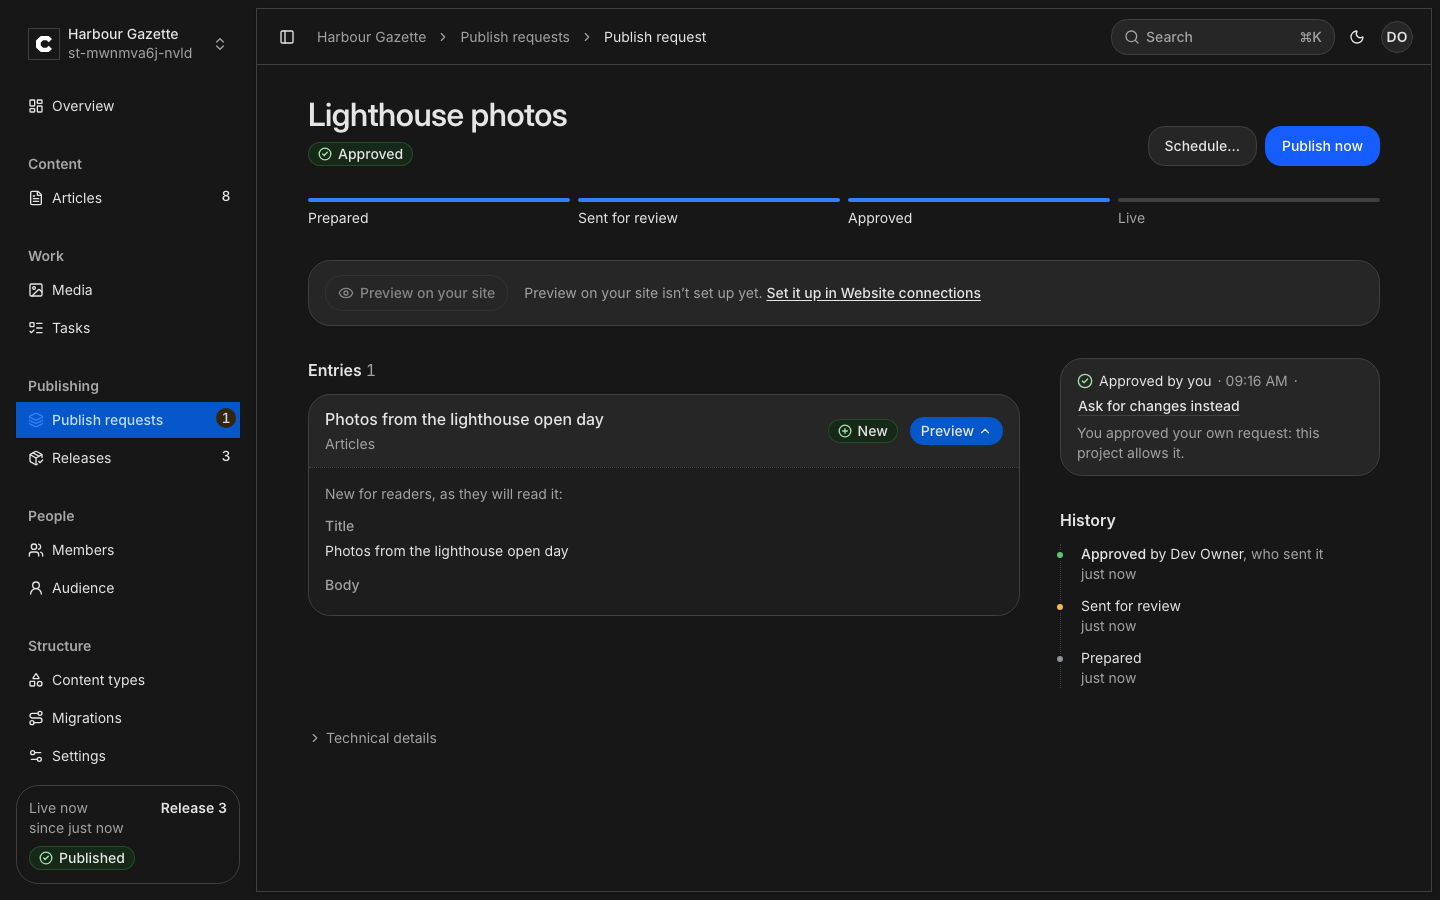 Harbour Gazette
st-mwnmva6j-nvld
Overview
Content
Articles 8
Work
Media
Tasks
Publishing
Publish requests 1
Releases 3
People
Members
Audience
Structure
Content types
Migrations
Settings
Live now Release 3
since just now
Published
Harbour Gazette Publish requests Publish request
Search ⌘K
DO
Lighthouse photos
Approved
Schedule...
Publish now
Prepared
Sent for review
Approved
Live
Preview on your site
Preview on your site isn’t set up yet. Set it up in Website connections
Entries 1
Photos from the lighthouse open day
Articles
New
Preview
New for readers, as they will read it:
Title
Photos from the lighthouse open day
Body
Approved by you · 09:16 AM ·
Ask for changes instead
You approved your own request: this
project allows it.
History
Approved by Dev Owner, who sent it
just now
Sent for review
just now
Prepared
just now
Technical details